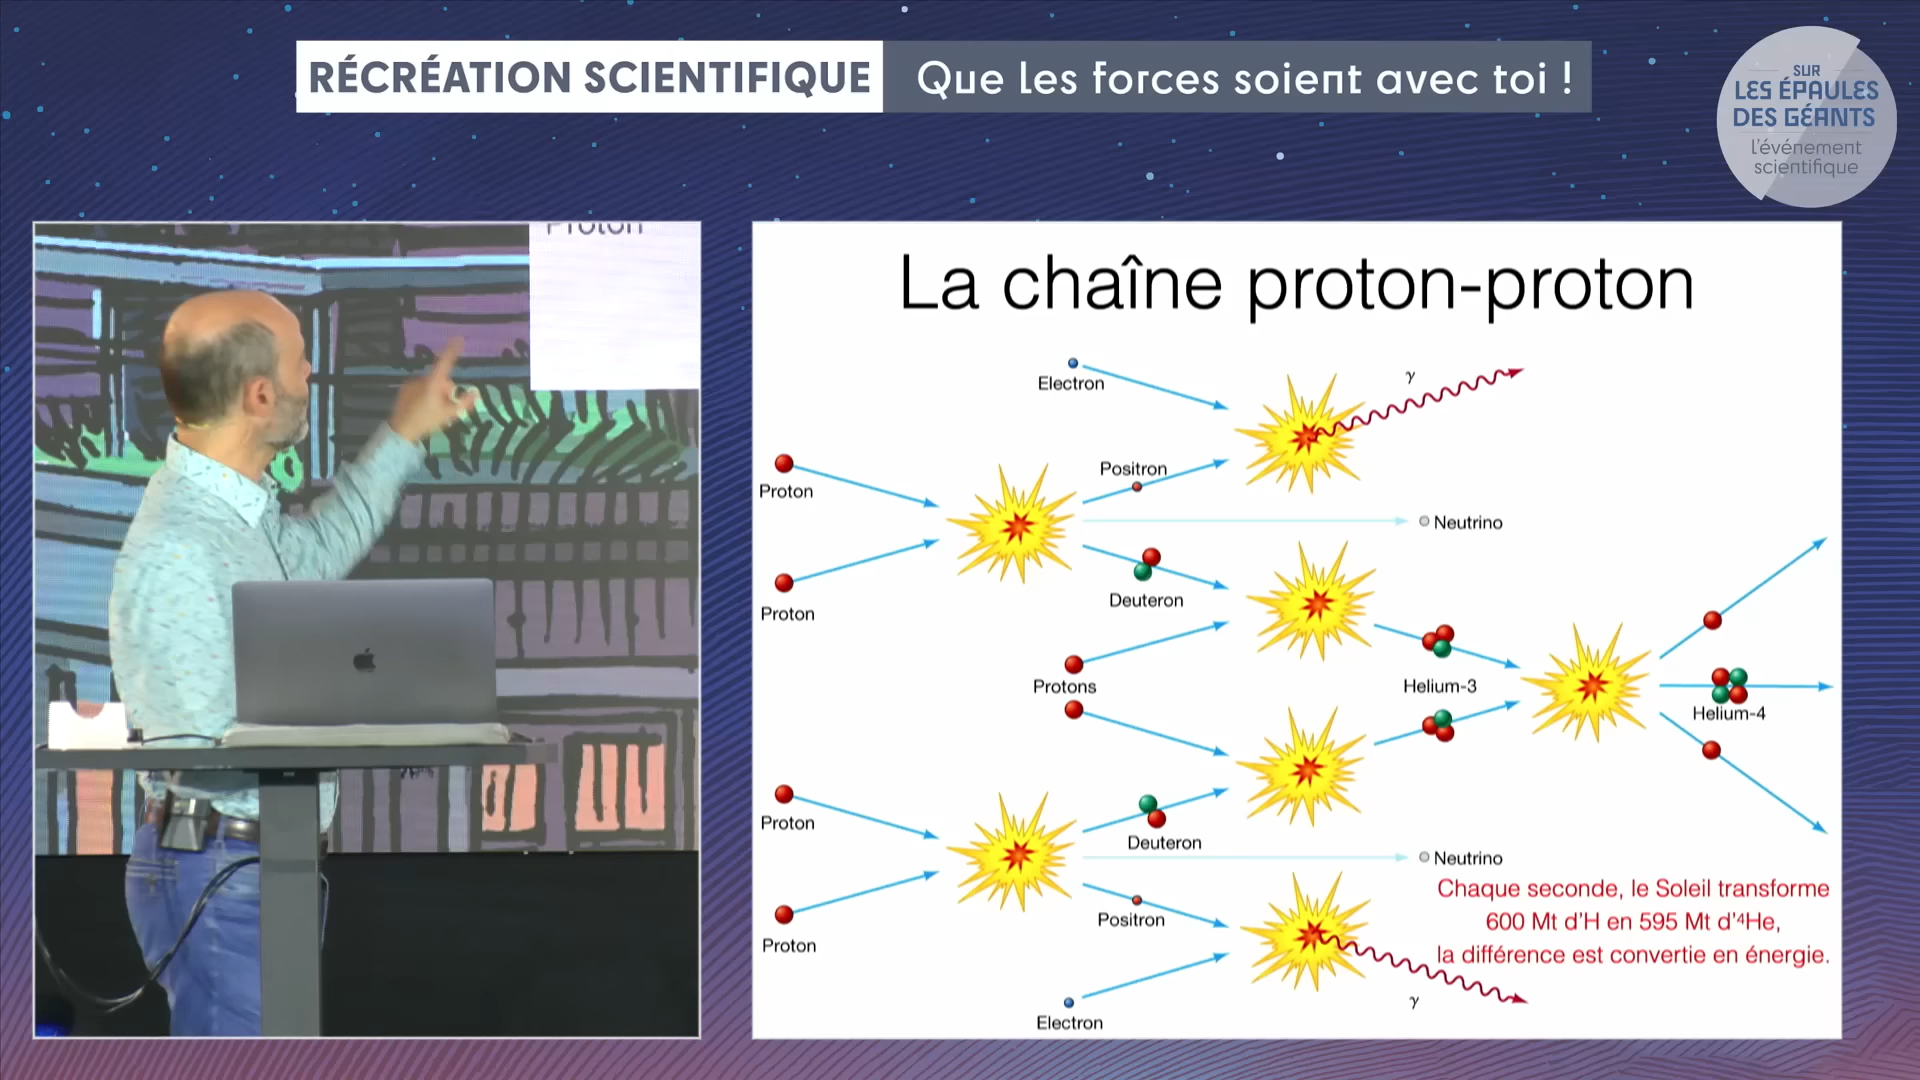 RÉCRÉATION SCIENTIFIQUE
Que les forces soient avec toi !
SUR
LES ÉPAULES
DES GÉANTS
l'événement
scientifique
Proton
La chaîne proton-proton
Electron
γ
Positron
Proton
Neutrino
Deuteron
Proton
Protons
Helium-3
Helium-4
Proton
Deuteron
Neutrino
Positron
Proton
Electron
γ
Chaque seconde, le Soleil transforme
600 Mt d'H en 595 Mt d'⁴He,
la différence est convertie en énergie.